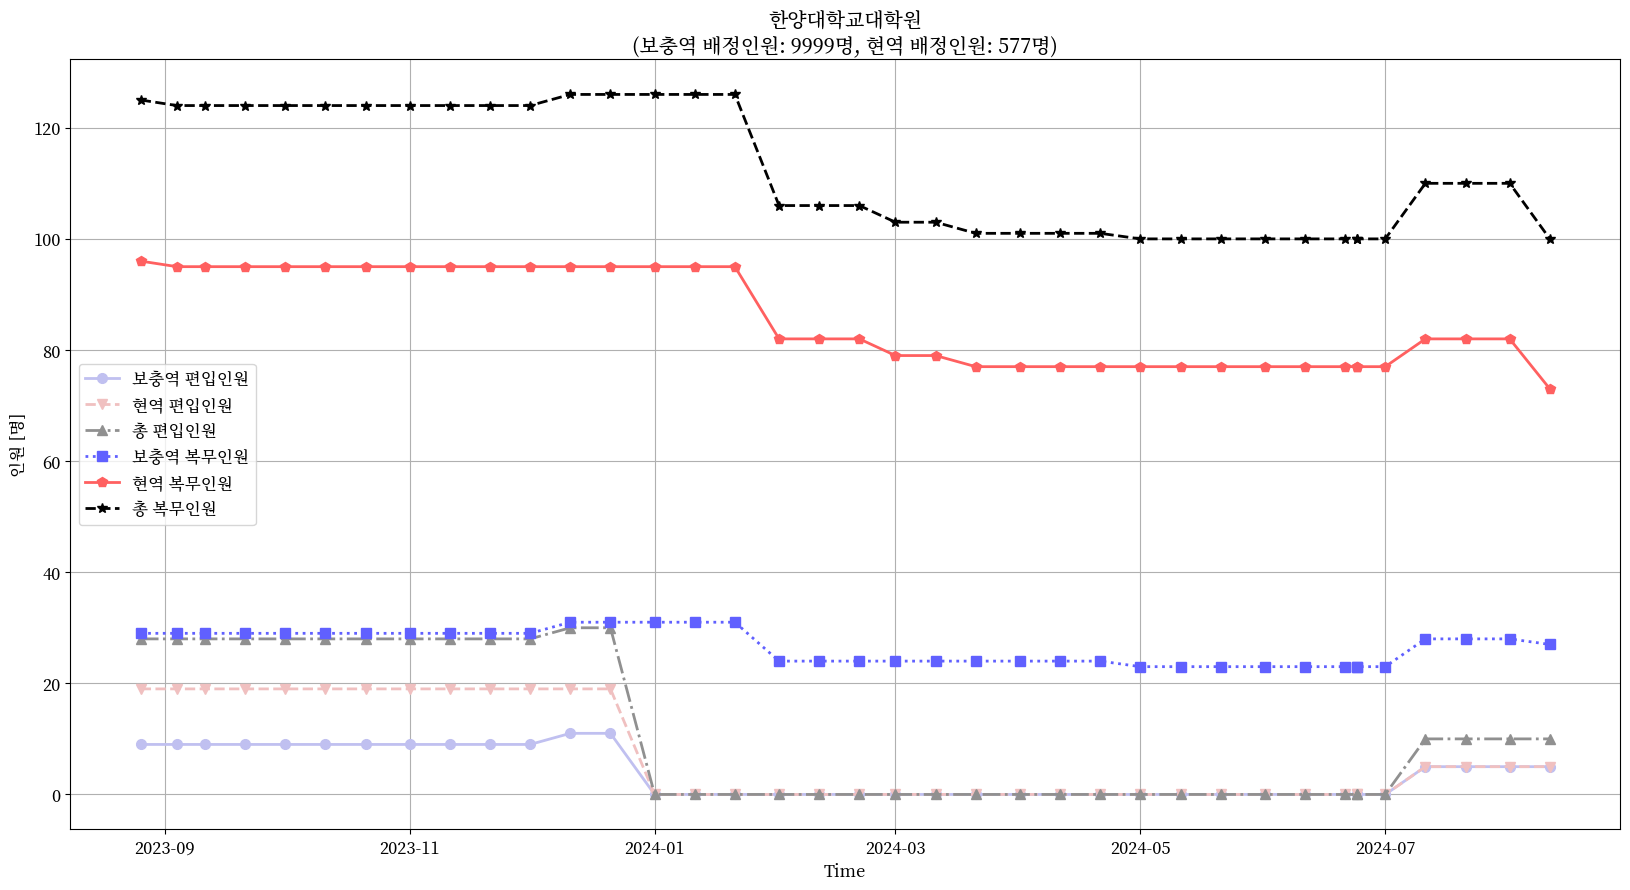 한양대학교대학원
(보충역 배정인원: 9999명, 현역 배정인원: 577명)
인원 [명]
120
100
80
60
40
20
0
보충역 편입인원
현역 편입인원
총 편입인원
보충역 복무인원
현역 복무인원
총 복무인원
2023-09
2023-11
2024-01
2024-03
2024-05
2024-07
Time